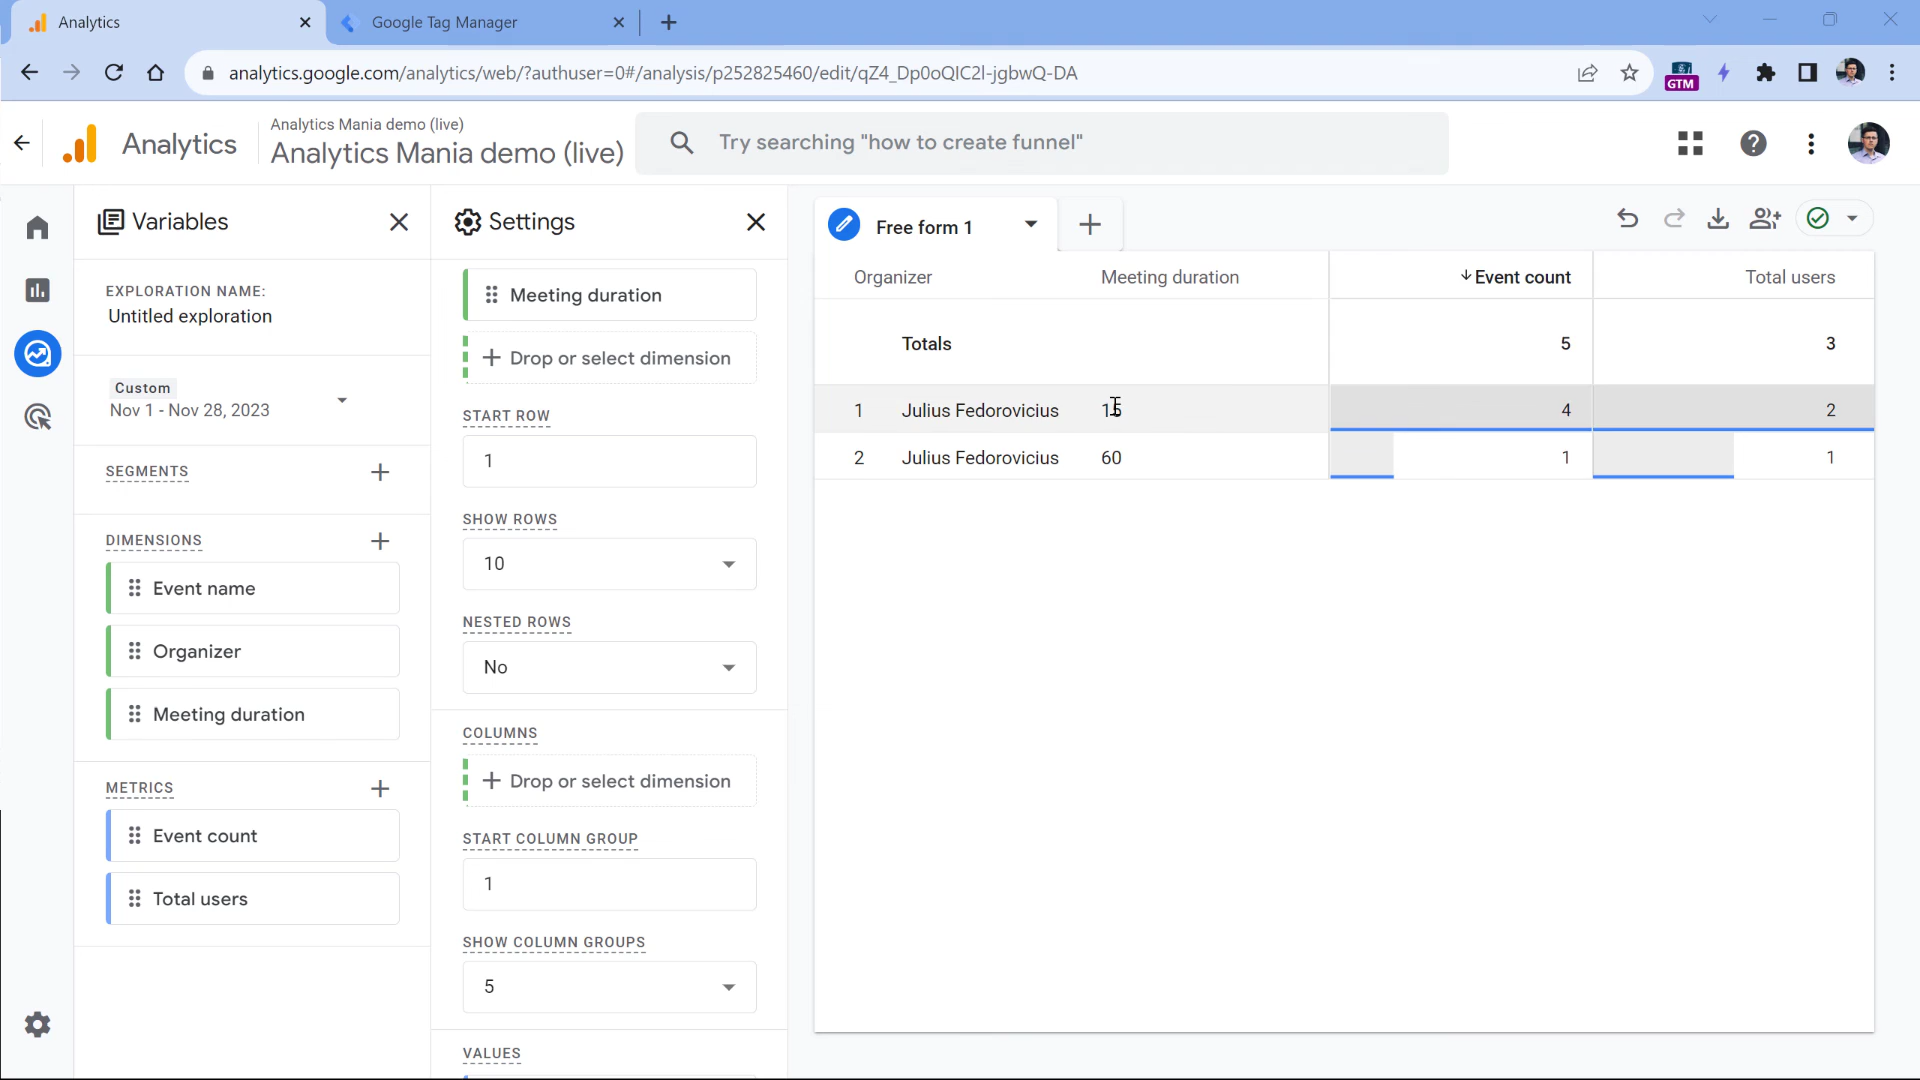 Analytics
Google Tag Manager
analytics.google.com/analytics/web/?authuser=0#/analysis/p252825460/edit/qZ4_Dp0oQIC2l-jgbwQ-DA
GTM
Analytics
Analytics Mania demo (live)
Analytics Mania demo (live)
Try searching "how to create funnel"
Variables
EXPLORATION NAME:
Untitled exploration
Custom
Nov 1 - Nov 28, 2023
SEGMENTS
DIMENSIONS
Event name
Organizer
Meeting duration
METRICS
Event count
Total users
Settings
Meeting duration
Drop or select dimension
START ROW
1
SHOW ROWS
10
NESTED ROWS
No
COLUMNS
Drop or select dimension
START COLUMN GROUP
1
SHOW COLUMN GROUPS
5
VALUES
Free form 1
Organizer Meeting duration Event count Total users
Totals 5 3
1 Julius Fedorovicius 15 4 2
2 Julius Fedorovicius 60 1 1